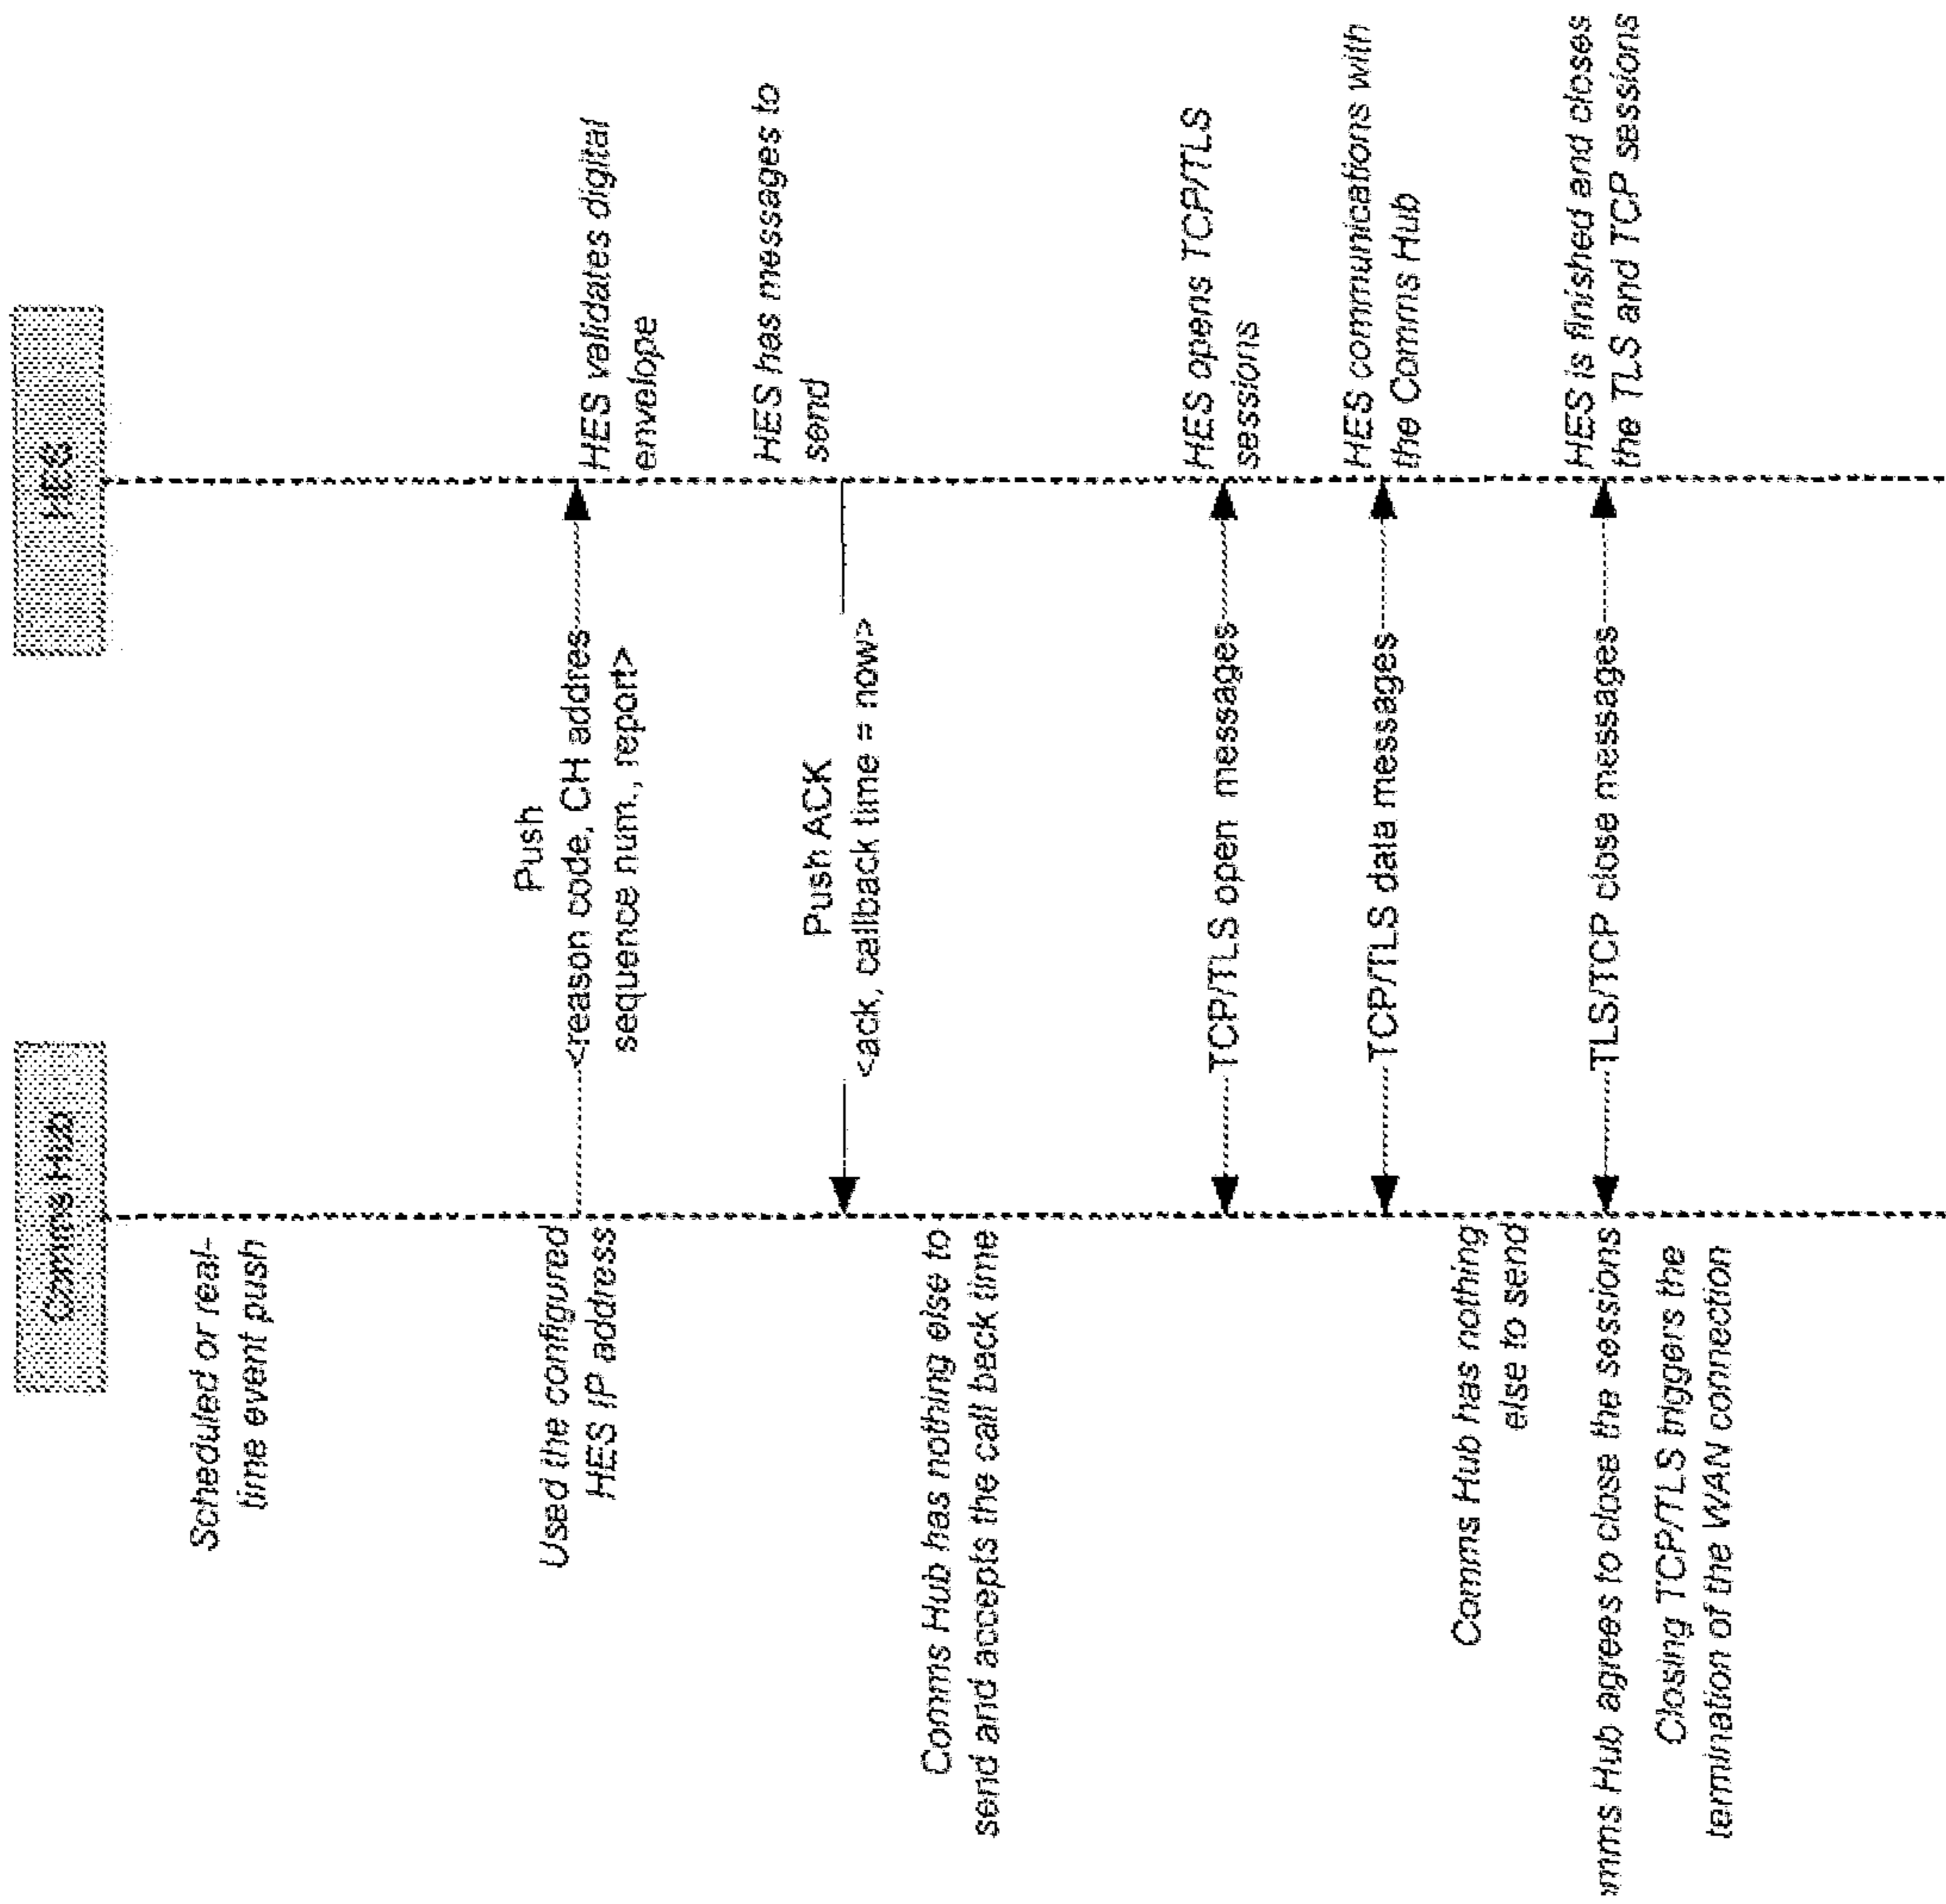 Comms Hub
HES
Scheduled or real-
time event push
Used the configured
HES IP address
Push
<reason code, CH addres
sequence num., report>
HES validates digital
envelope
HES has messages to
send
Push ACK
<ack, callback time = now>
Comms Hub has nothing else to
send and accepts the call back time
TCP/TLS open messages
HES opens TCP/TLS
sessions
TCP/TLS data messages
HES communications with
the Comms Hub
Comms Hub has nothing
else to send
mms Hub agrees to close the sessions
TLS/TCP close messages
HES is finished and closes
the TLS and TCP sessions
Closing TCP/TLS triggers the
termination of the WAN connection